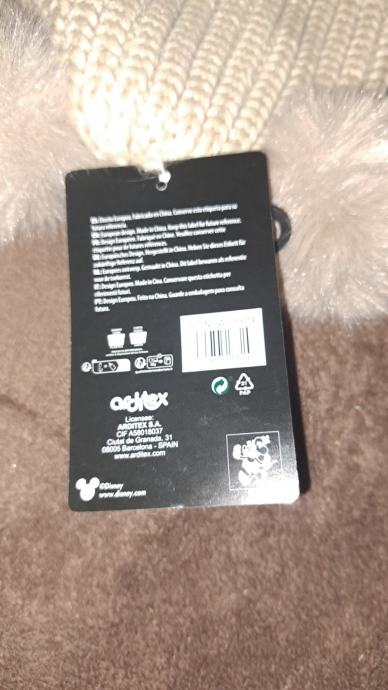 ES: Diseño Europeo. Fabricado en China. Conserve esta etiqueta para su
futura referencia.
EN: European design. Made in China. Keep this label for future reference.
FR: Design Européen. Fabriqué en Chine. Veuillez conserver cette
étiquette pour de futures références.
DE: Europäisches Design. Hergestellt in China. Heben Sie dieses Etikett für
zukünftige Referenz auf.
NL: Europees ontwerp. Gemaakt in China. Dit label bewaren als referentie
voor de toekomst.
IT: Design Europeo. Made in Cina. Conservare questa etichetta per
riferimenti futuri.
PT: Design Europeu. Feito na China. Guarde a embalagem para consulta
futura.
21
PAP
arditex
Licensee:
ARDITEX S.A.
CIF A58018037
Ciutat de Granada, 31
08005 Barcelona - SPAIN
www.arditex.com
©Disney
www.disney.com